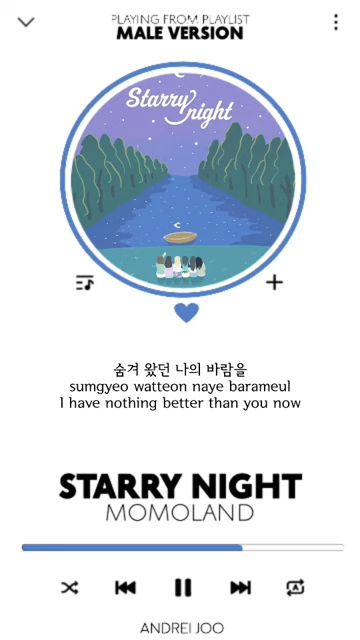 PLAYING FROM PLAYLIST
MALE VERSION
Starry
night
숨겨 왔던 나의 바람을
sumgyeo watteon naye barameul
I have nothing better than you now
STARRY NIGHT
MOMOLAND
A
ANDREI JOO